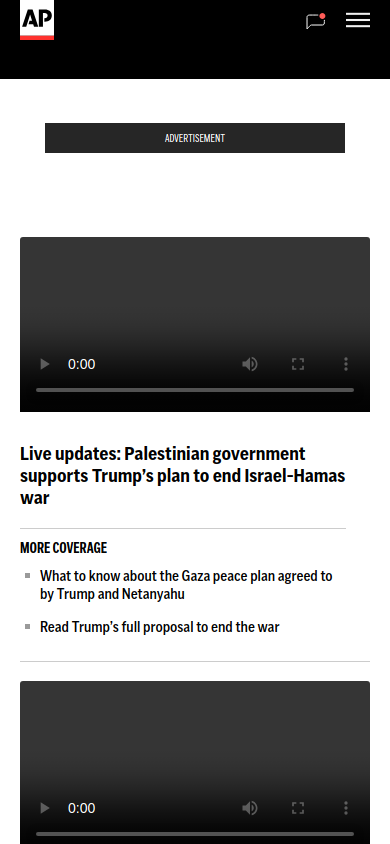 AP
ADVERTISEMENT
0:00
Live updates: Palestinian government
supports Trump's plan to end Israel-Hamas
war
MORE COVERAGE
What to know about the Gaza peace plan agreed to
by Trump and Netanyahu
Read Trump's full proposal to end the war
0:00